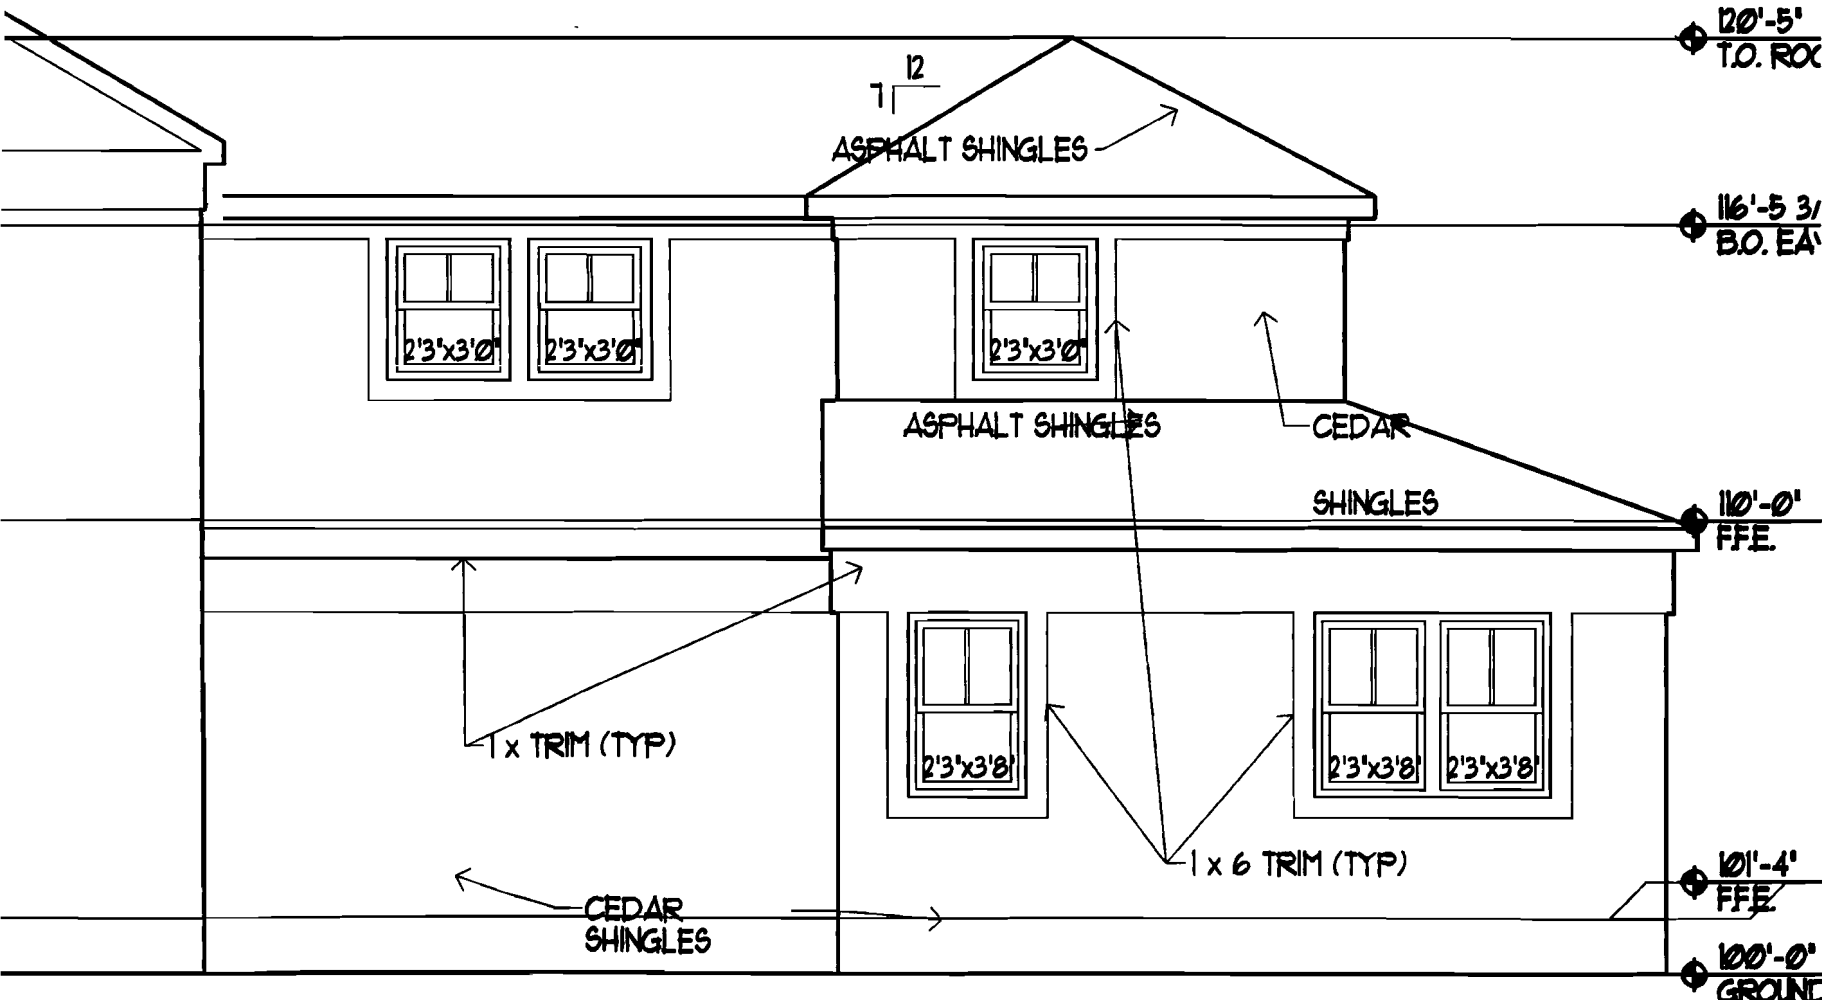 120'-5"
T.O. ROO
12
7
ASPHALT SHINGLES
116'-5 3/
B.O. EA
2'3"x3'0" 2'3"x3'0" 2'3"x3'0"
ASPHALT SHINGLES
CEDAR
SHINGLES
110'-0"
F.F.E.
1 x TRIM (TYP)
2'3"x3'8" 2'3"x3'8" 2'3"x3'8"
1 x 6 TRIM (TYP)
101'-4"
F.F.E.
CEDAR
SHINGLES
100'-0"
GROUND